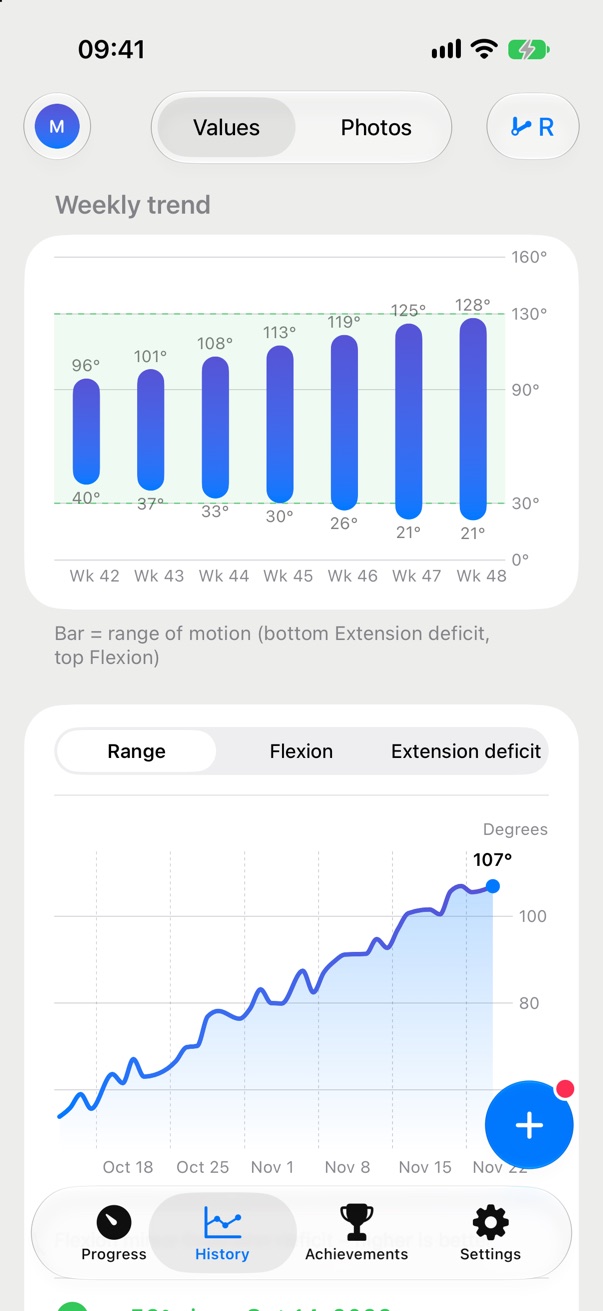 09:41
M
Values
Photos
R
Weekly trend
160°
130°
90°
30°
0°
96° 101° 108° 113° 119° 125° 128°
40° 37° 33° 30° 26° 21° 21°
Wk 42 Wk 43 Wk 44 Wk 45 Wk 46 Wk 47 Wk 48
Bar = range of motion (bottom Extension deficit,
top Flexion)
Range
Flexion
Extension deficit
Degrees
107°
100
80
Oct 18 Oct 25 Nov 1 Nov 8 Nov 15 Nov 22
Progress
History
Achievements
Settings